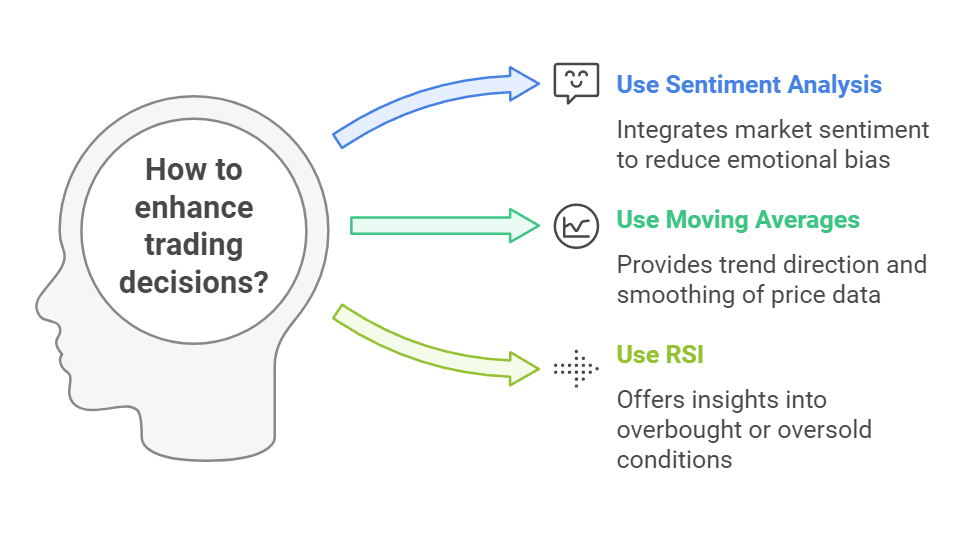 How to
enhance
trading
decisions?
Use Sentiment Analysis
Integrates market sentiment
to reduce emotional bias
Use Moving Averages
Provides trend direction and
smoothing of price data
Use RSI
Offers insights into
overbought or oversold
conditions